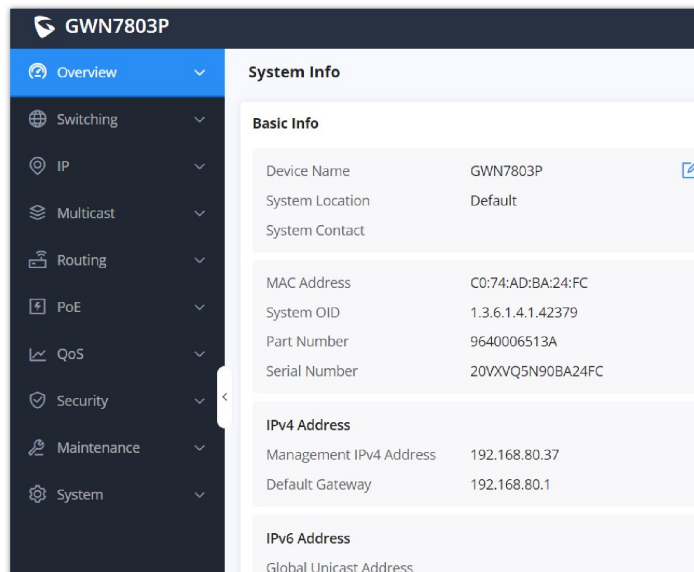 GWN7803P
Overview
Switching
IP
Multicast
Routing
PoE
QoS
Security
Maintenance
System
System Info
Basic Info
Device Name GWN7803P
System Location Default
System Contact
MAC Address C0:74:AD:BA:24:FC
System OID 1.3.6.1.4.1.42379
Part Number 9640006513A
Serial Number 20VXVQ5N90BA24FC
IPv4 Address
Management IPv4 Address 192.168.80.37
Default Gateway 192.168.80.1
IPv6 Address
Global Unicast Address